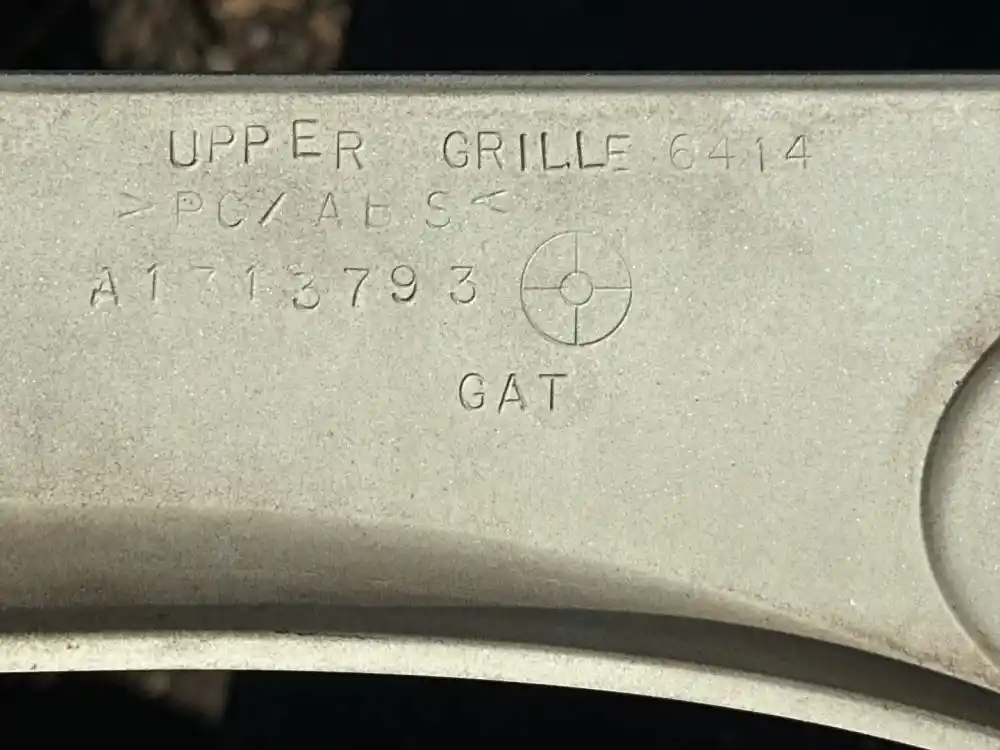 UPPER GRILLE 6414
>PC/ABS<
A1713793
GAT